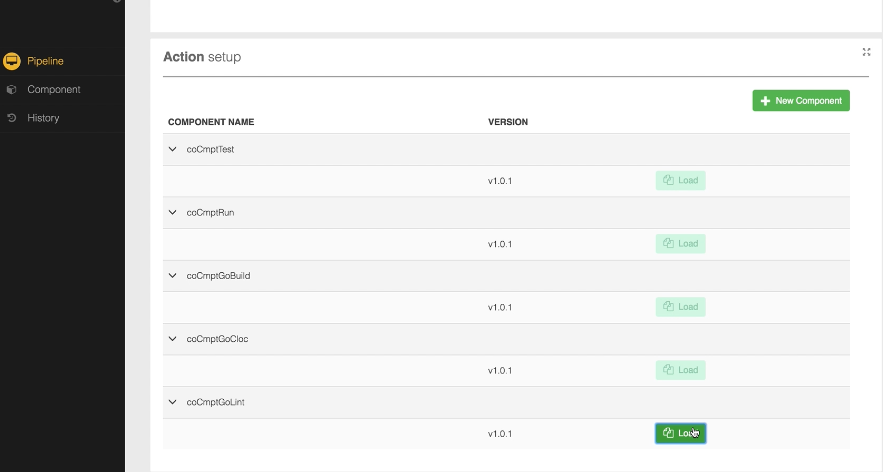 Pipeline
Component
History
Action setup
New Component
COMPONENT NAME VERSION
coCmptTest
v1.0.1 Load
coCmptRun
v1.0.1 Load
coCmptGoBuild
v1.0.1 Load
coCmptGoCloc
v1.0.1 Load
coCmptGoLint
v1.0.1 Load